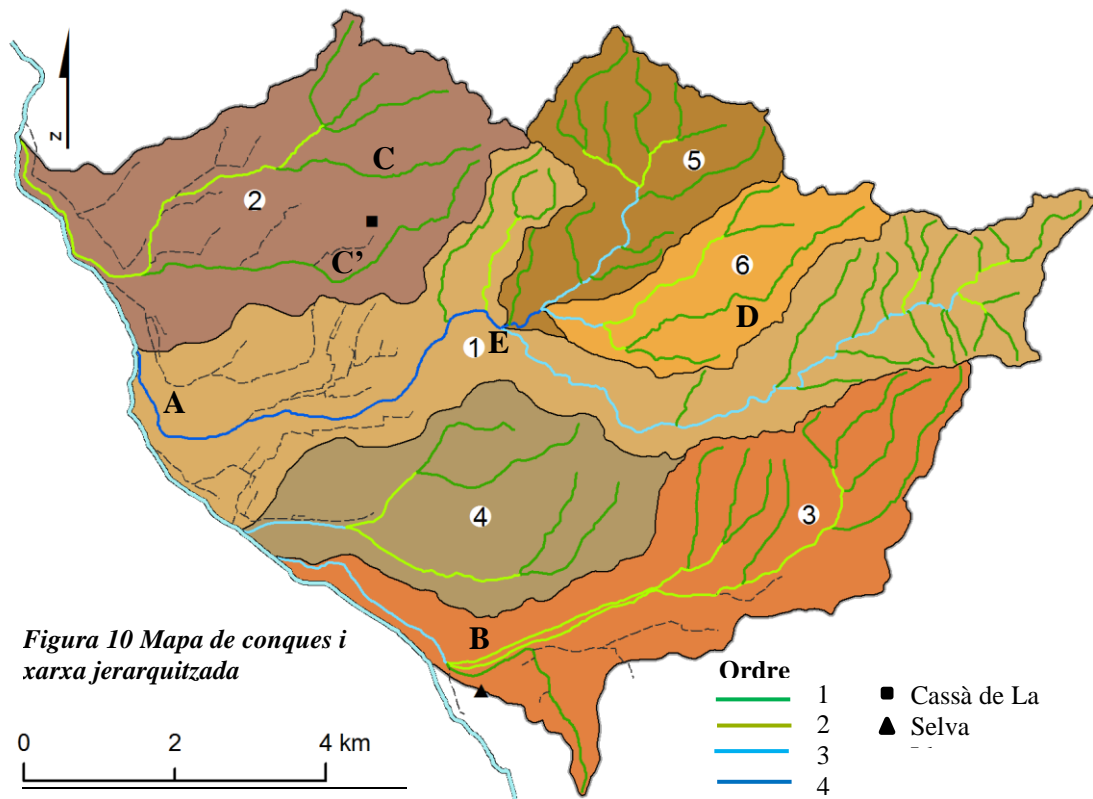 z
C
5
2
6
C'
D
1
E
A
4
3
B
Figura 10 Mapa de conques i
xarxa jerarquitzada
Ordre
1
2
3
4
Cassà de La
Selva
0 2 4 km